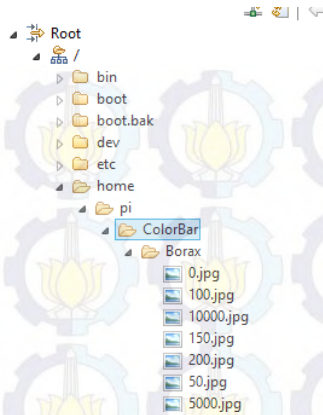 Root
/
bin
boot
boot.bak
dev
etc
home
pi
ColorBar
Borax
0.jpg
100.jpg
10000.jpg
150.jpg
200.jpg
50.jpg
5000.jpg